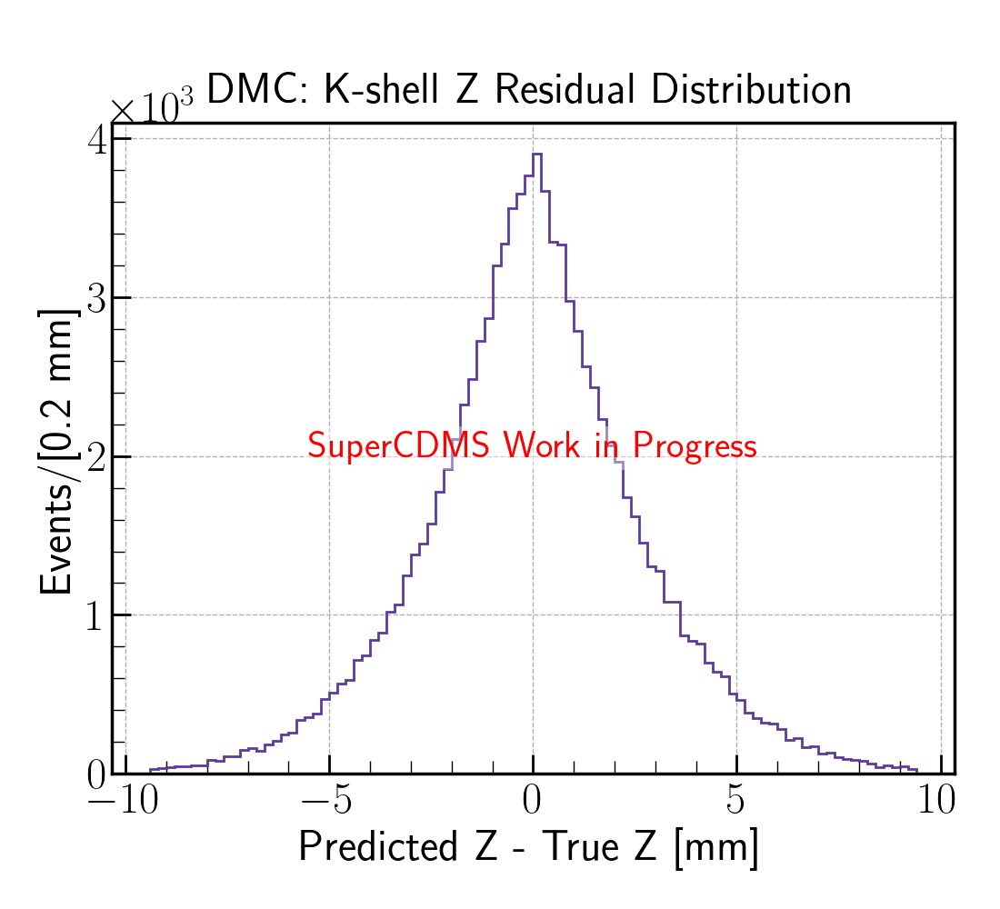 DMC: K-shell Z Residual Distribution
×10³
4
3
2
1
0
Events/[0.2 mm]
SuperCDMS Work in Progress
−10
−5
0
5
10
Predicted Z - True Z [mm]